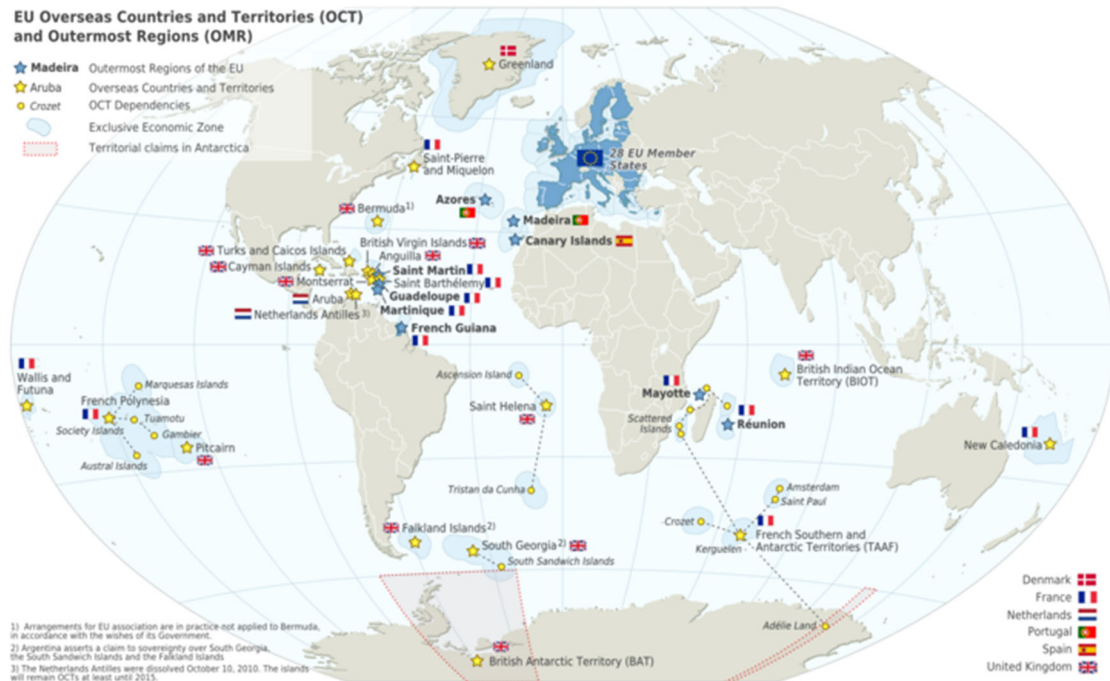 EU Overseas Countries and Territories (OCT)
and Outermost Regions (OMR)
Madeira Outermost Regions of the EU
Aruba Overseas Countries and Territories
Crozet OCT Dependencies
Exclusive Economic Zone
Territorial claims in Antarctica
Greenland
28 EU Member
States
Saint-Pierre
and Miquelon
Azores
Bermuda1)
Madeira
Canary Islands
Turks and Caicos Islands
British Virgin Islands
Anguilla
Cayman Islands
Saint Martin
Montserrat
Saint Barthélemy
Guadeloupe
Aruba
Martinique
Netherlands Antilles3)
French Guiana
Wallis and
Futuna
Marquesas Islands
French Polynesia
Tuamotu
Society Islands
Gambier
Pitcairn
Austral Islands
Ascension Island
Saint Helena
Tristan da Cunha
British Indian Ocean
Territory (BIOT)
Mayotte
Scattered
Islands
Réunion
New Caledonia
Amsterdam
Saint Paul
Crozet
French Southern and
Antarctic Territories (TAAF)
Kerguelen
Falkland Islands2)
South Georgia2)
South Sandwich Islands
Adélie Land
British Antarctic Territory (BAT)
Denmark
France
Netherlands
Portugal
Spain
United Kingdom
1) Arrangements for EU association are in practice not applied to Bermuda,
in accordance with the wishes of its Government.
2) Argentina asserts a claim to sovereignty over South Georgia,
the South Sandwich Islands and the Falkland Islands
3) The Netherlands Antilles were dissolved October 10, 2010. The islands
will remain OCTs at least until 2015.